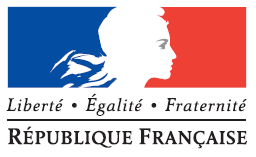 Liberté • Égalité • Fraternité
RÉPUBLIQUE FRANÇAISE